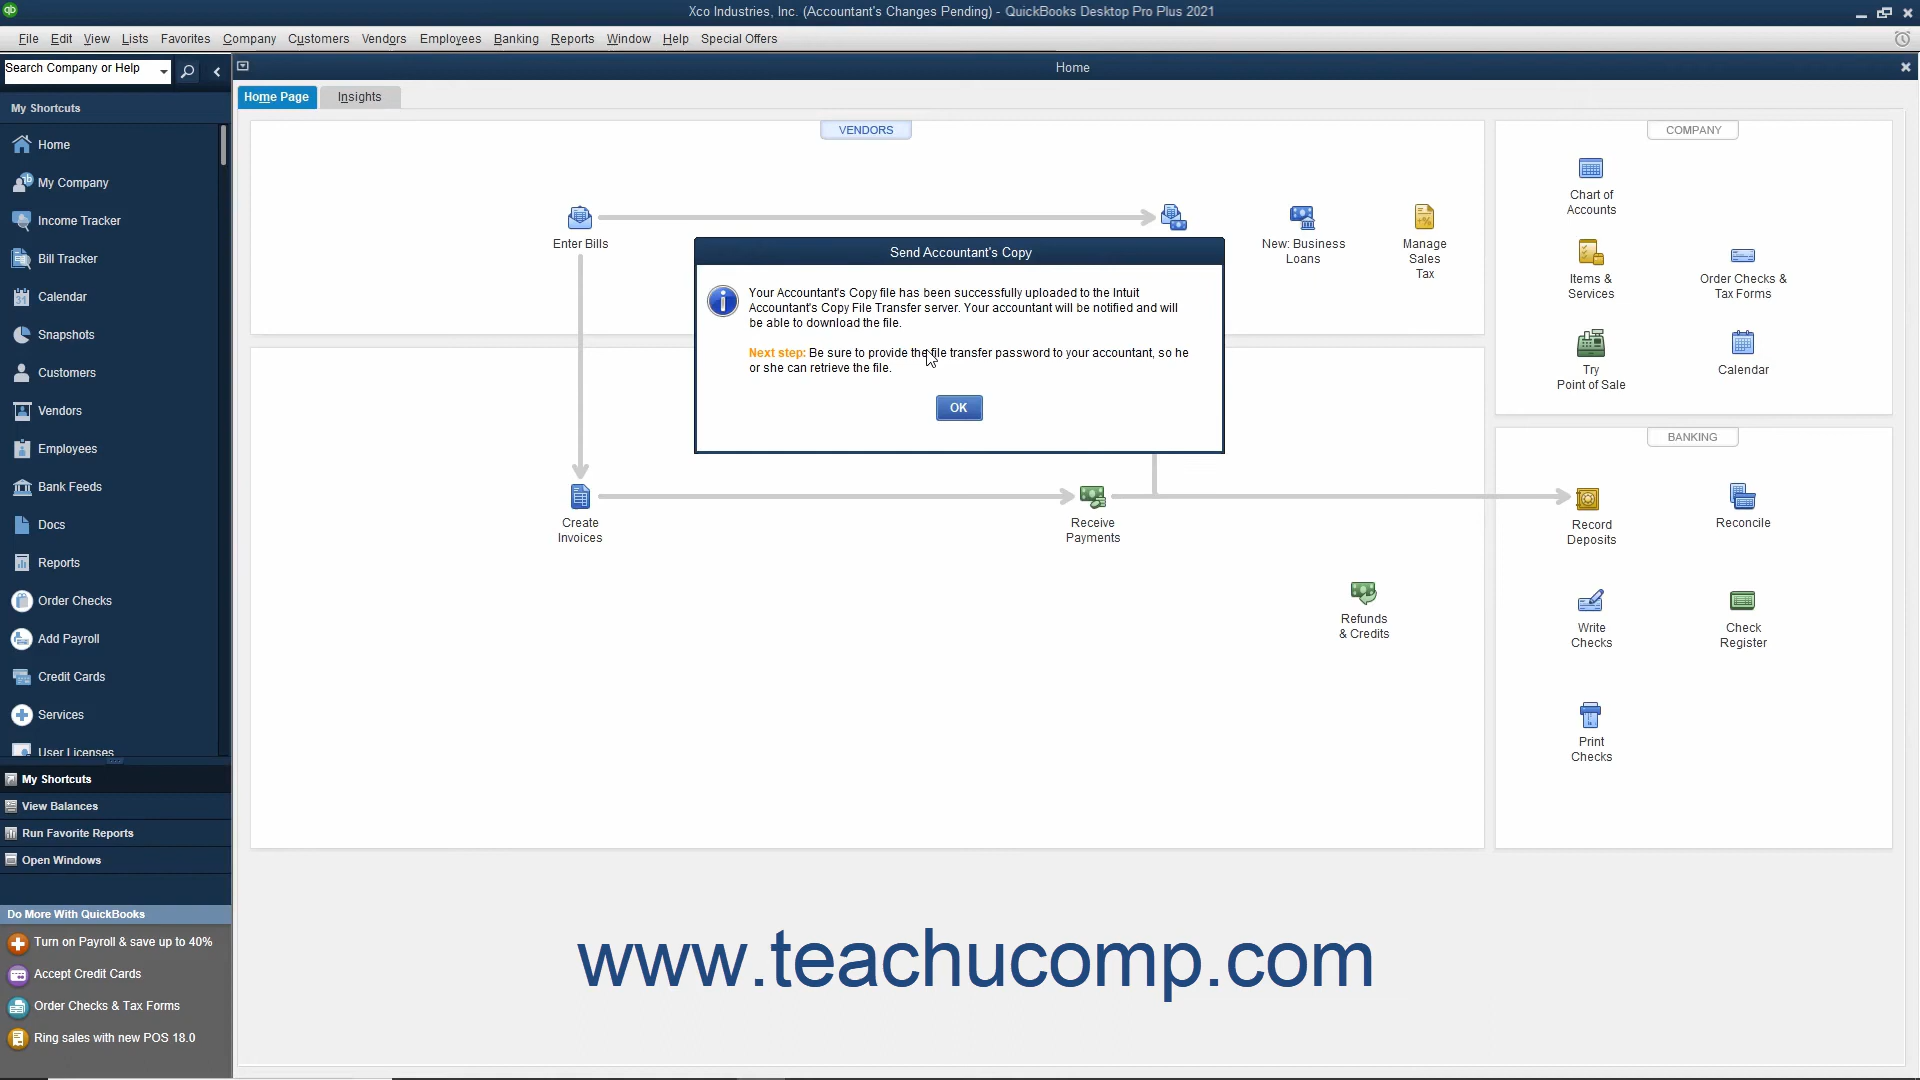 Xco Industries, Inc. (Accountant's Changes Pending) - QuickBooks Desktop Pro Plus 2021
File Edit View Lists Favorites Company Customers Vendors Employees Banking Reports Window Help Special Offers
Search Company or Help
Home
My Shortcuts
Home
My Company
Income Tracker
Bill Tracker
Calendar
Snapshots
Customers
Vendors
Employees
Bank Feeds
Docs
Reports
Order Checks
Add Payroll
Credit Cards
Services
User Licenses
My Shortcuts
View Balances
Run Favorite Reports
Open Windows
Do More With QuickBooks
Turn on Payroll & save up to 40%
Accept Credit Cards
Order Checks & Tax Forms
Ring sales with new POS 18.0
Home Page
Insights
VENDORS
Enter Bills
New: Business
Loans
Manage
Sales
Tax
Send Accountant's Copy
Your Accountant's Copy file has been successfully uploaded to the Intuit
Accountant's Copy File Transfer server. Your accountant will be notified and will
be able to download the file.
Next step: Be sure to provide the file transfer password to your accountant, so he
or she can retrieve the file.
OK
Create
Invoices
Receive
Payments
Refunds
& Credits
COMPANY
Chart of
Accounts
Items &
Services
Order Checks &
Tax Forms
Try
Point of Sale
Calendar
BANKING
Record
Deposits
Reconcile
Write
Checks
Check
Register
Print
Checks
www.teachucomp.com